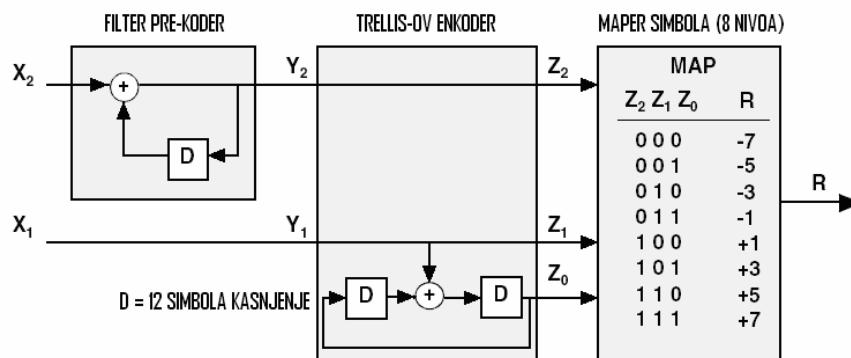 FILTER PRE-KODER
TRELLIS-OV ENKODER
MAPER SIMBOLA (8 NIVOA)
X2
+
D
Y2
Z2
MAP
Z2 Z1 Z0 R
0 0 0 -7
0 0 1 -5
0 1 0 -3
0 1 1 -1
1 0 0 +1
1 0 1 +3
1 1 0 +5
1 1 1 +7
R
X1
Y1
Z1
Z0
D = 12 SIMBOLA KASNJENJE
D
+
D